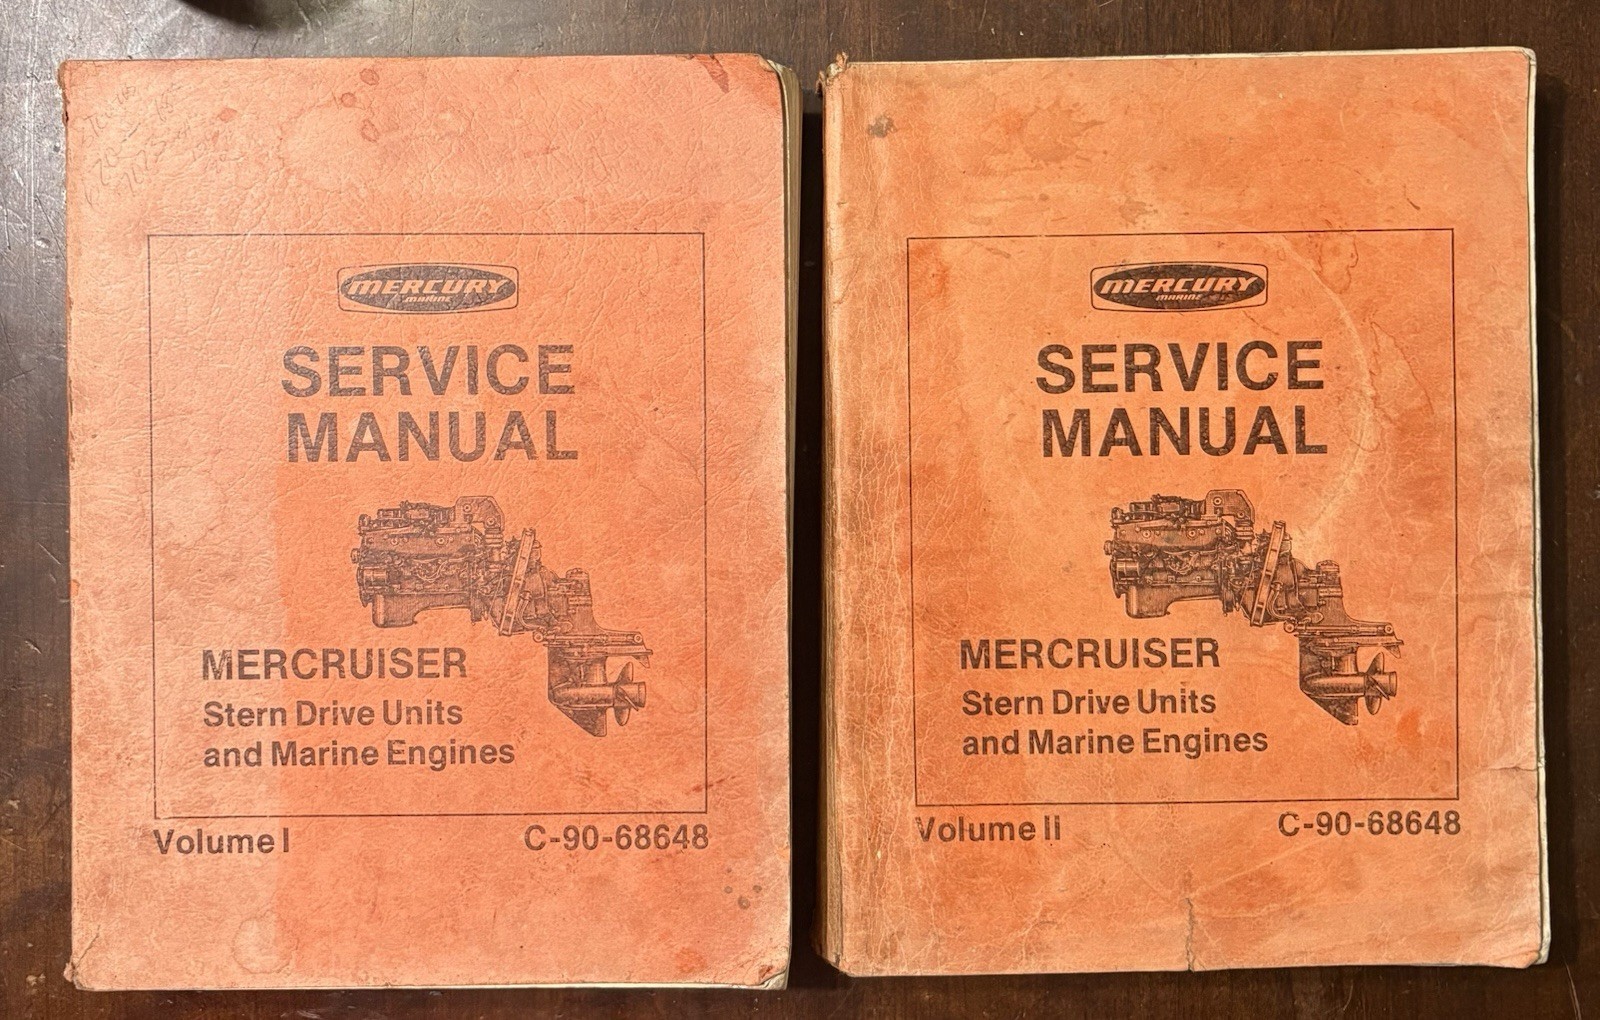 MERCURY
MARINE
SERVICE
MANUAL
MERCRUISER
Stern Drive Units
and Marine Engines
Volume I C-90-68648
MERCURY
MARINE
SERVICE
MANUAL
MERCRUISER
Stern Drive Units
and Marine Engines
Volume II C-90-68648